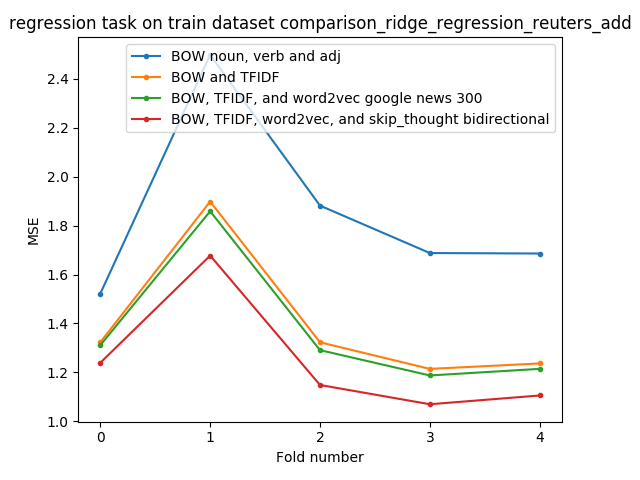 regression task on train dataset comparison_ridge_regression_reuters_add
BOW noun, verb and adj
BOW and TFIDF
BOW, TFIDF, and word2vec google news 300
BOW, TFIDF, word2vec, and skip_thought bidirectional
2.4
2.2
2.0
1.8
1.6
1.4
1.2
1.0
MSE
0 1 2 3 4
Fold number